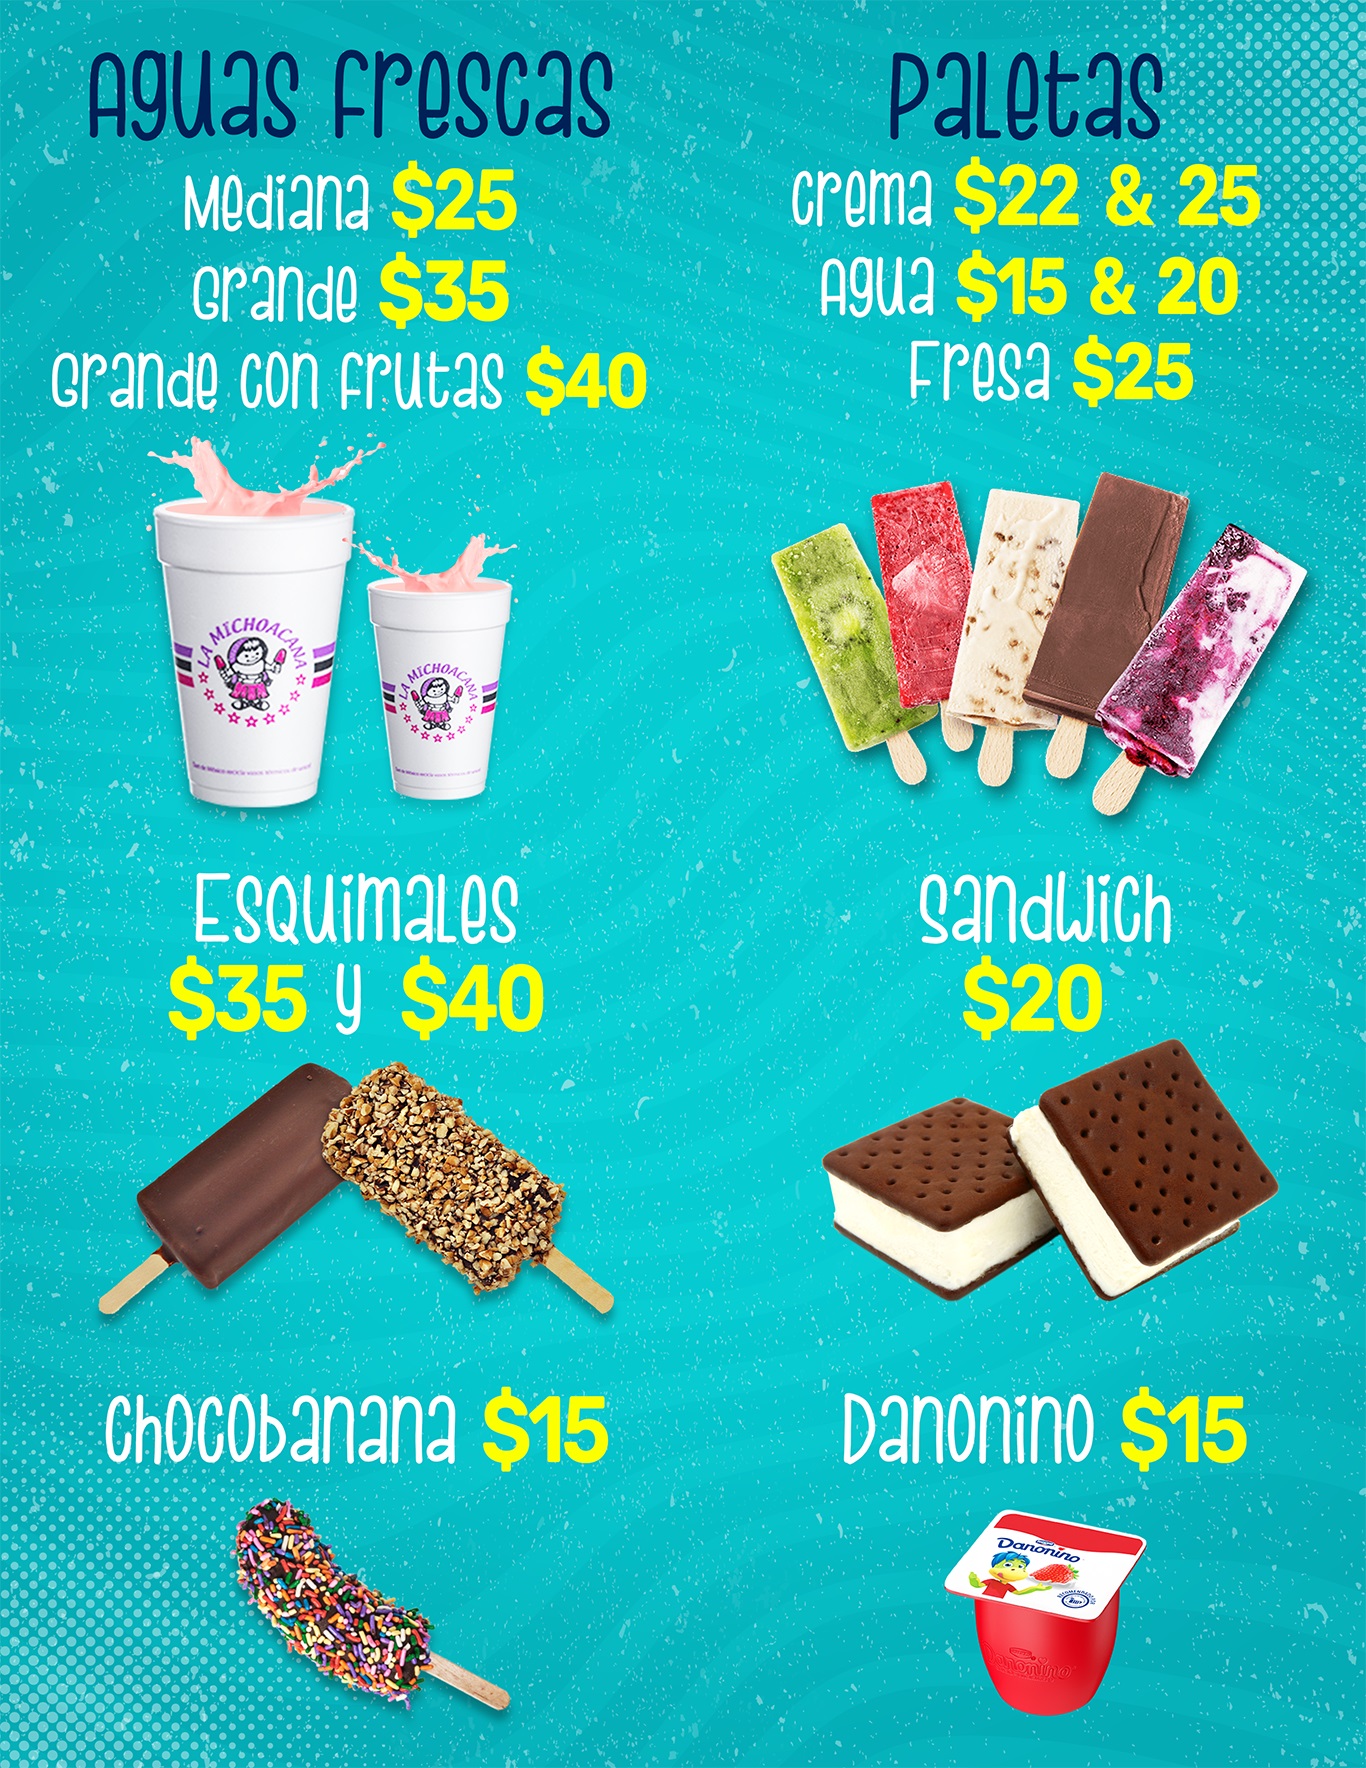 Aguas Frescas
Mediana $25
Grande $35
Grande con frutas $40
LA MICHOACANA
LA MICHOACANA
Paletas
Crema $22 & 25
Agua $15 & 20
Fresa $25
Esquimales
$35 y $40
Sandwich
$20
Chocobanana $15
Danonino $15
Danonino
Danonino